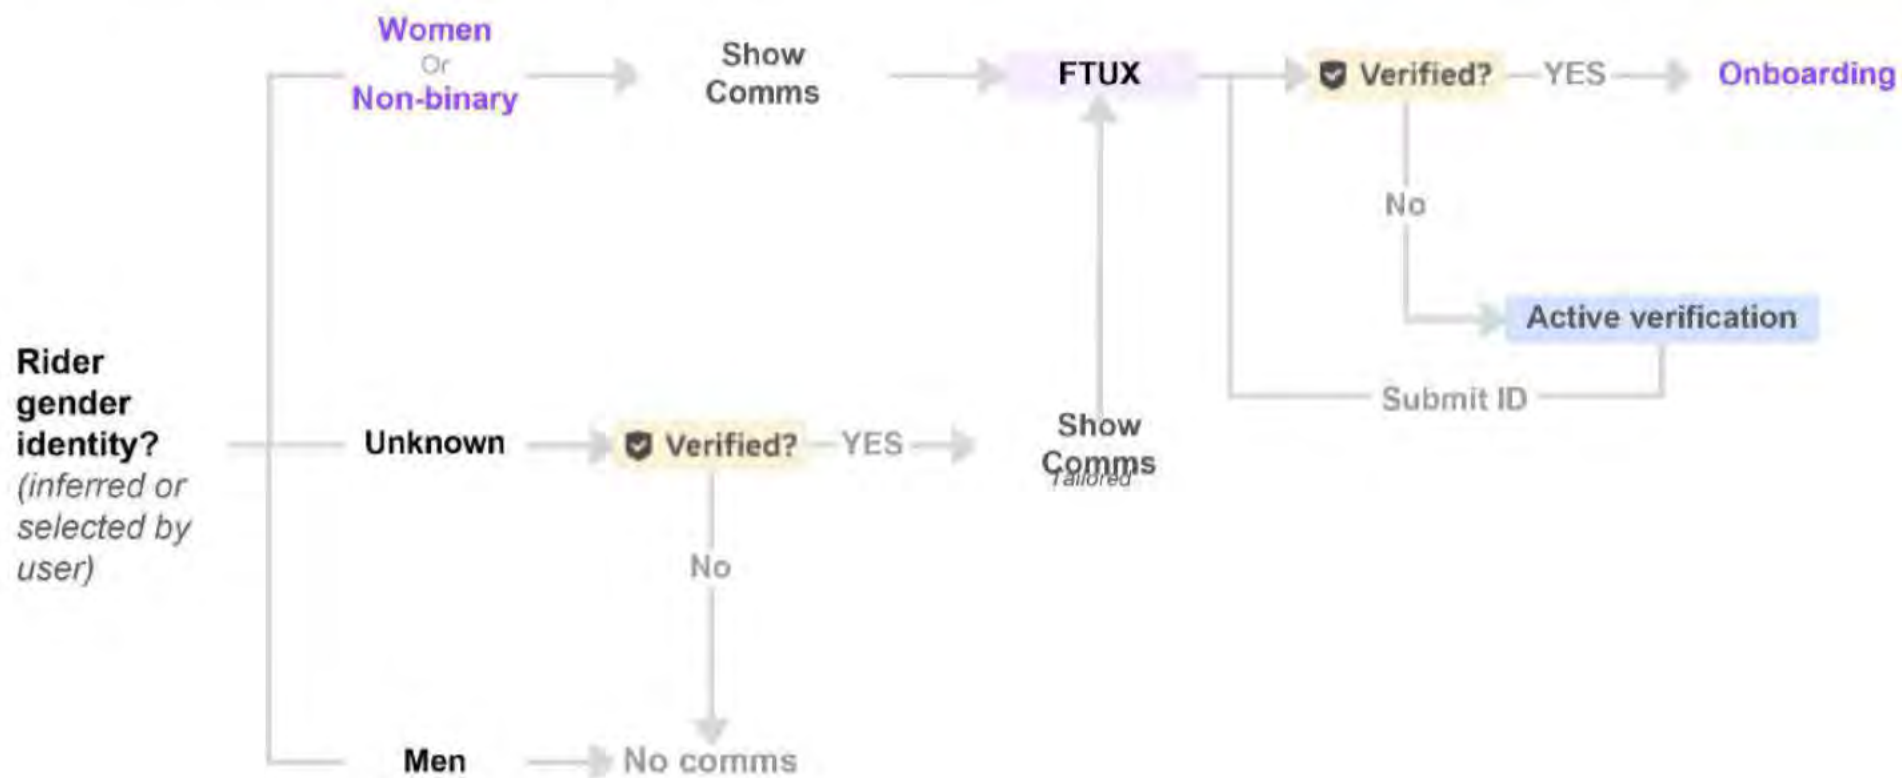 Women
Or
Non-binary
Show
Comms
FTUX
Verified?
YES
Onboarding
No
Active verification
Submit ID
Rider
gender
identity?
(inferred or
selected by
user)
Unknown
Verified?
YES
Show
Comms
Tailored
No
Men
No comms